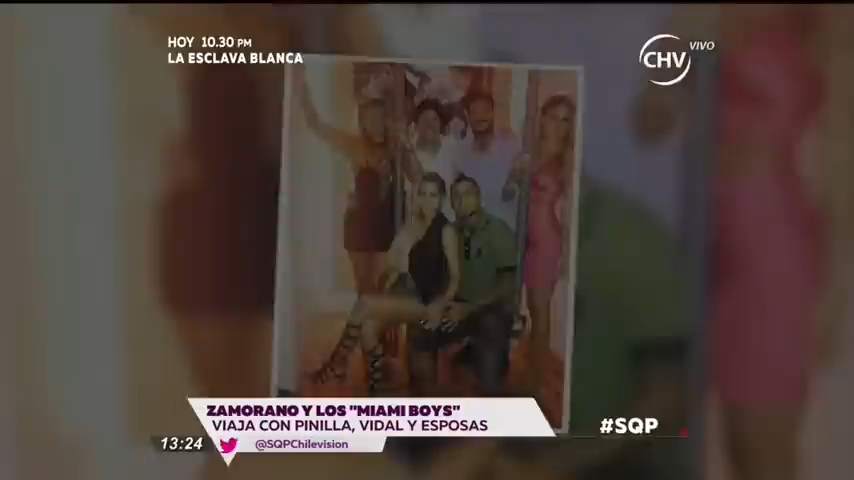 HOY 10.30 PM
LA ESCLAVA BLANCA
CHV VIVO
ZAMORANO Y LOS "MIAMI BOYS"
VIAJA CON PINILLA, VIDAL Y ESPOSAS
#SQP
13:24
@SQPChilevision